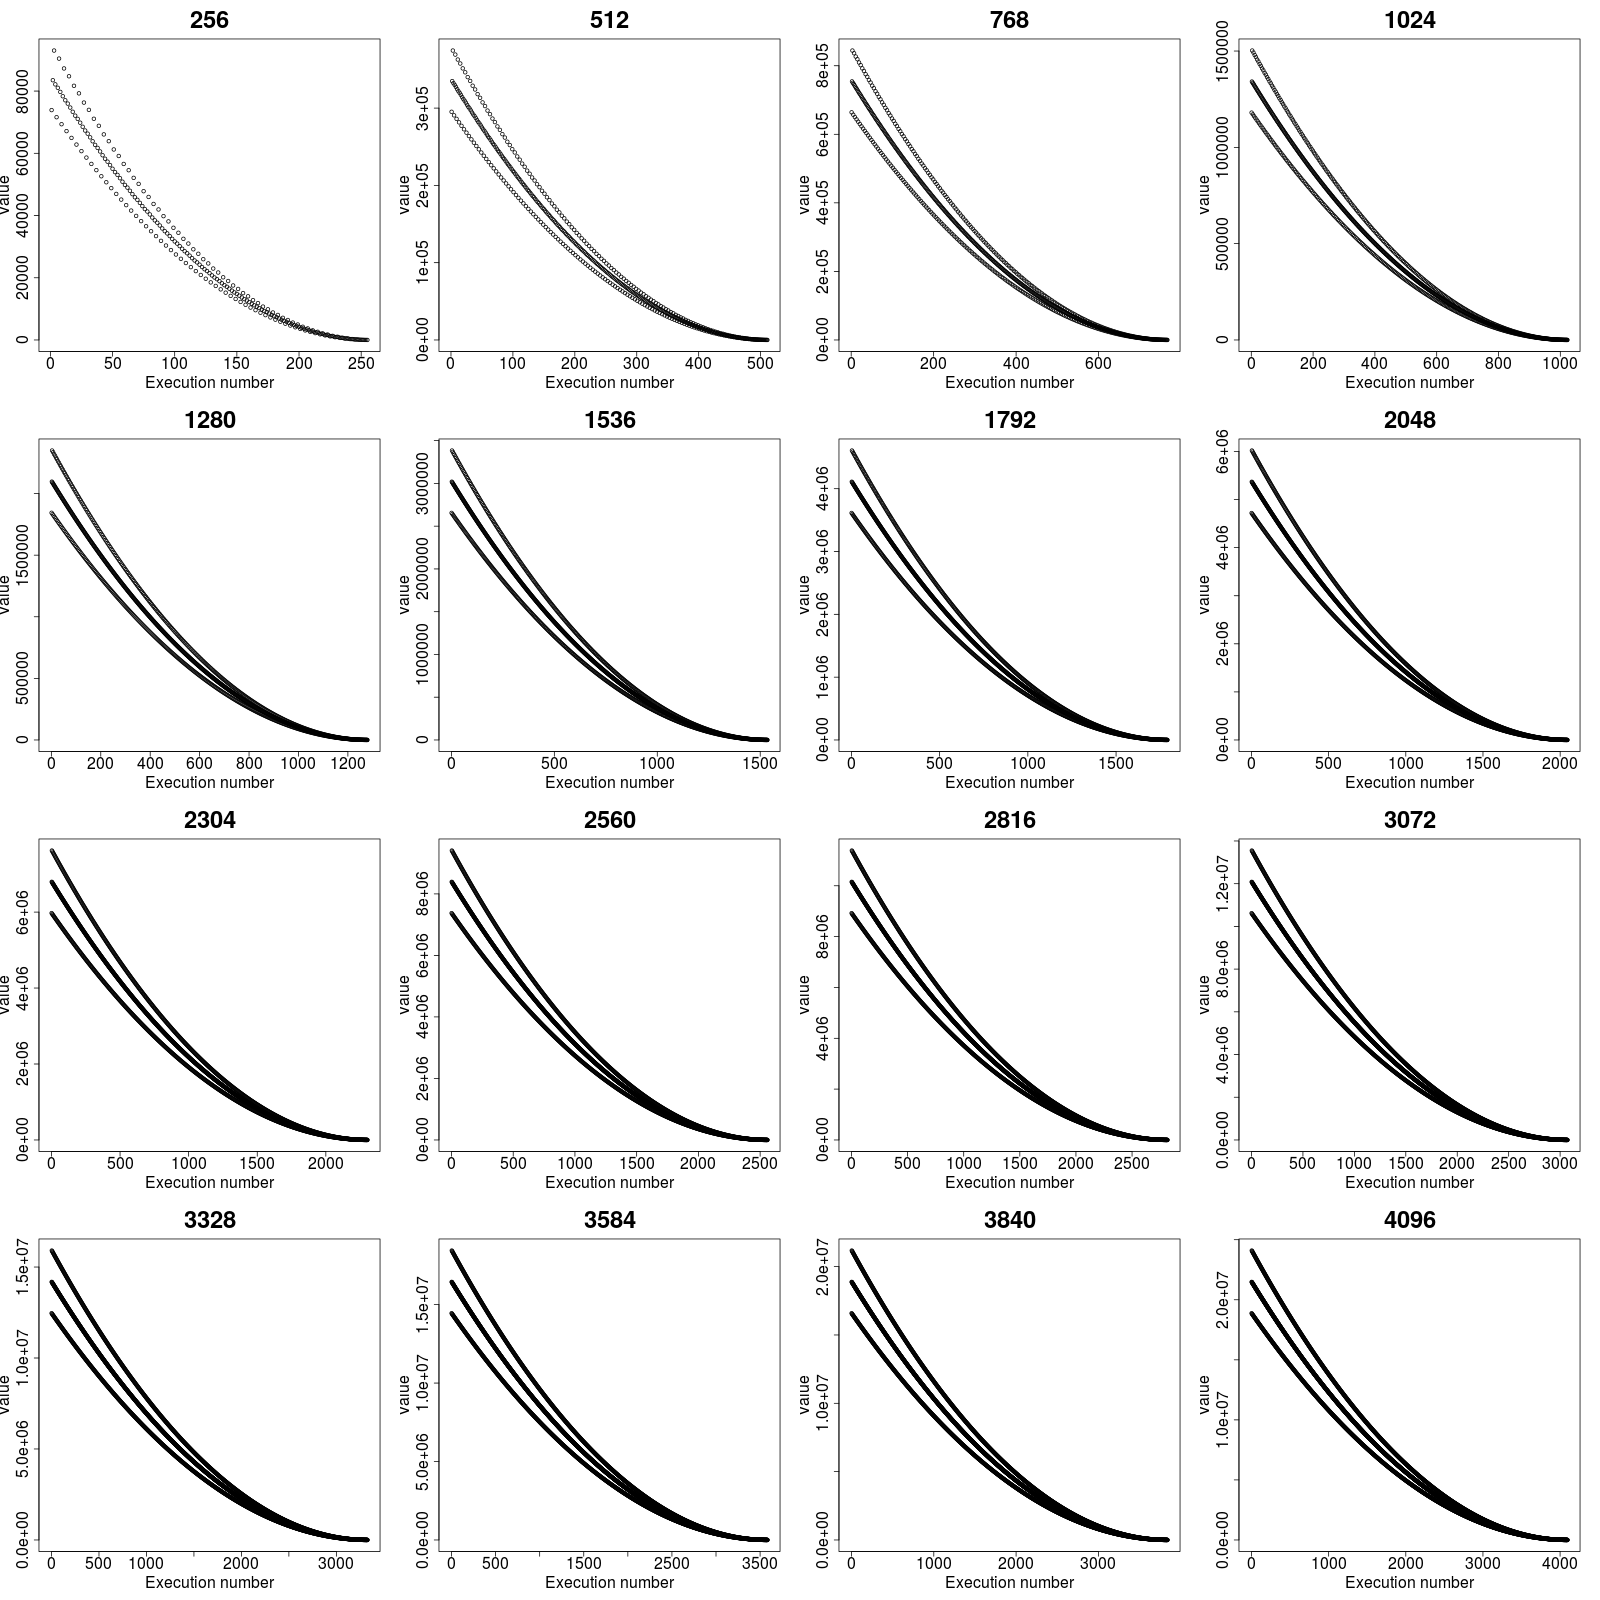 256
value
0 20000 40000 60000 80000
0 50 100 150 200 250
Execution number
512
value
0e+00 1e+05 2e+05 3e+05
0 100 200 300 400 500
Execution number
768
value
0e+00 2e+05 4e+05 6e+05 8e+05
0 200 400 600
Execution number
1024
value
0 500000 1000000 1500000
0 200 400 600 800 1000
Execution number
1280
value
0 500000 1500000
0 200 400 600 800 1000 1200
Execution number
1536
value
0 1000000 2000000 3000000
0 500 1000 1500
Execution number
1792
value
0e+00 1e+06 2e+06 3e+06 4e+06
0 500 1000 1500
Execution number
2048
value
0e+00 2e+06 4e+06 6e+06
0 500 1000 1500 2000
Execution number
2304
value
0e+00 2e+06 4e+06 6e+06
0 500 1000 1500 2000
Execution number
2560
value
0e+00 2e+06 4e+06 6e+06 8e+06
0 500 1000 1500 2000 2500
Execution number
2816
value
0e+00 4e+06 8e+06
0 500 1000 1500 2000 2500
Execution number
3072
value
0.0e+00 4.0e+06 8.0e+06 1.2e+07
0 500 1000 1500 2000 2500 3000
Execution number
3328
value
0.0e+00 5.0e+06 1.0e+07 1.5e+07
0 500 1000 2000 3000
Execution number
3584
value
0.0e+00 5.0e+06 1.0e+07 1.5e+07
0 500 1500 2500 3500
Execution number
3840
value
0.0e+00 1.0e+07 2.0e+07
0 1000 2000 3000
Execution number
4096
value
0.0e+00 1.0e+07 2.0e+07
0 1000 2000 3000 4000
Execution number